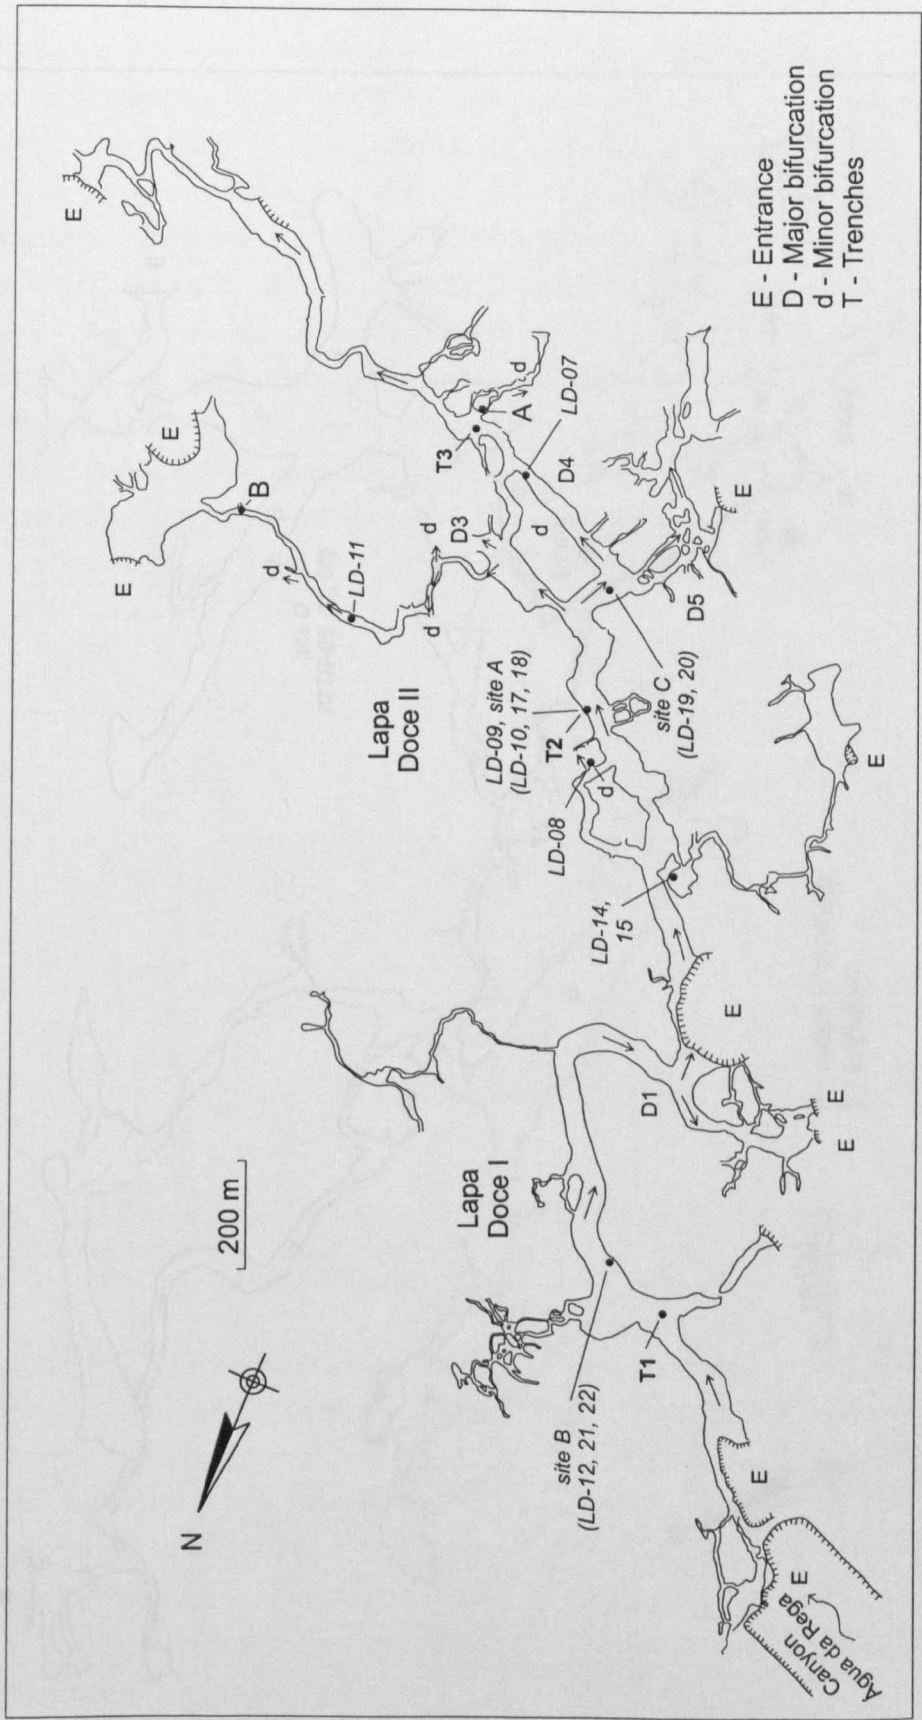 E
E
E
B
d
LD-11
d
d
Lapa
Doce II
D3
T3
A
d
LD-07
D4
d
E
D5
LD-09, site A
(LD-10, 17, 18)
T2
LD-08
d
site C
(LD-19, 20)
LD-14,
15
E
E
E
E
D1
Lapa
Doce I
200 m
N
site B
(LD-12, 21, 22)
T1
E
E
Canyon
Água da Rega
E - Entrance
D - Major bifurcation
d - Minor bifurcation
T - Trenches